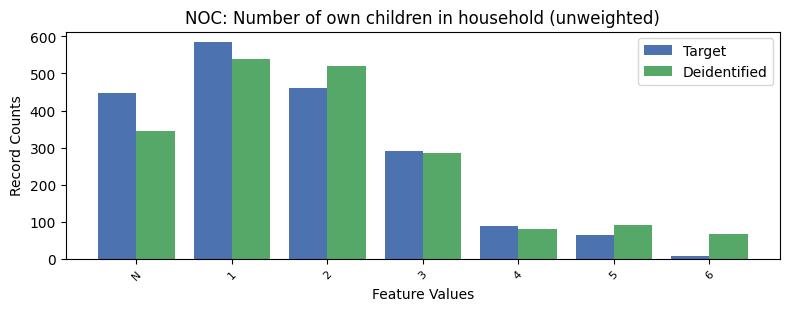 NOC: Number of own children in household (unweighted)
Record Counts
600
500
400
300
200
100
0
Target
Deidentified
N
1
2
3
4
5
6
Feature Values